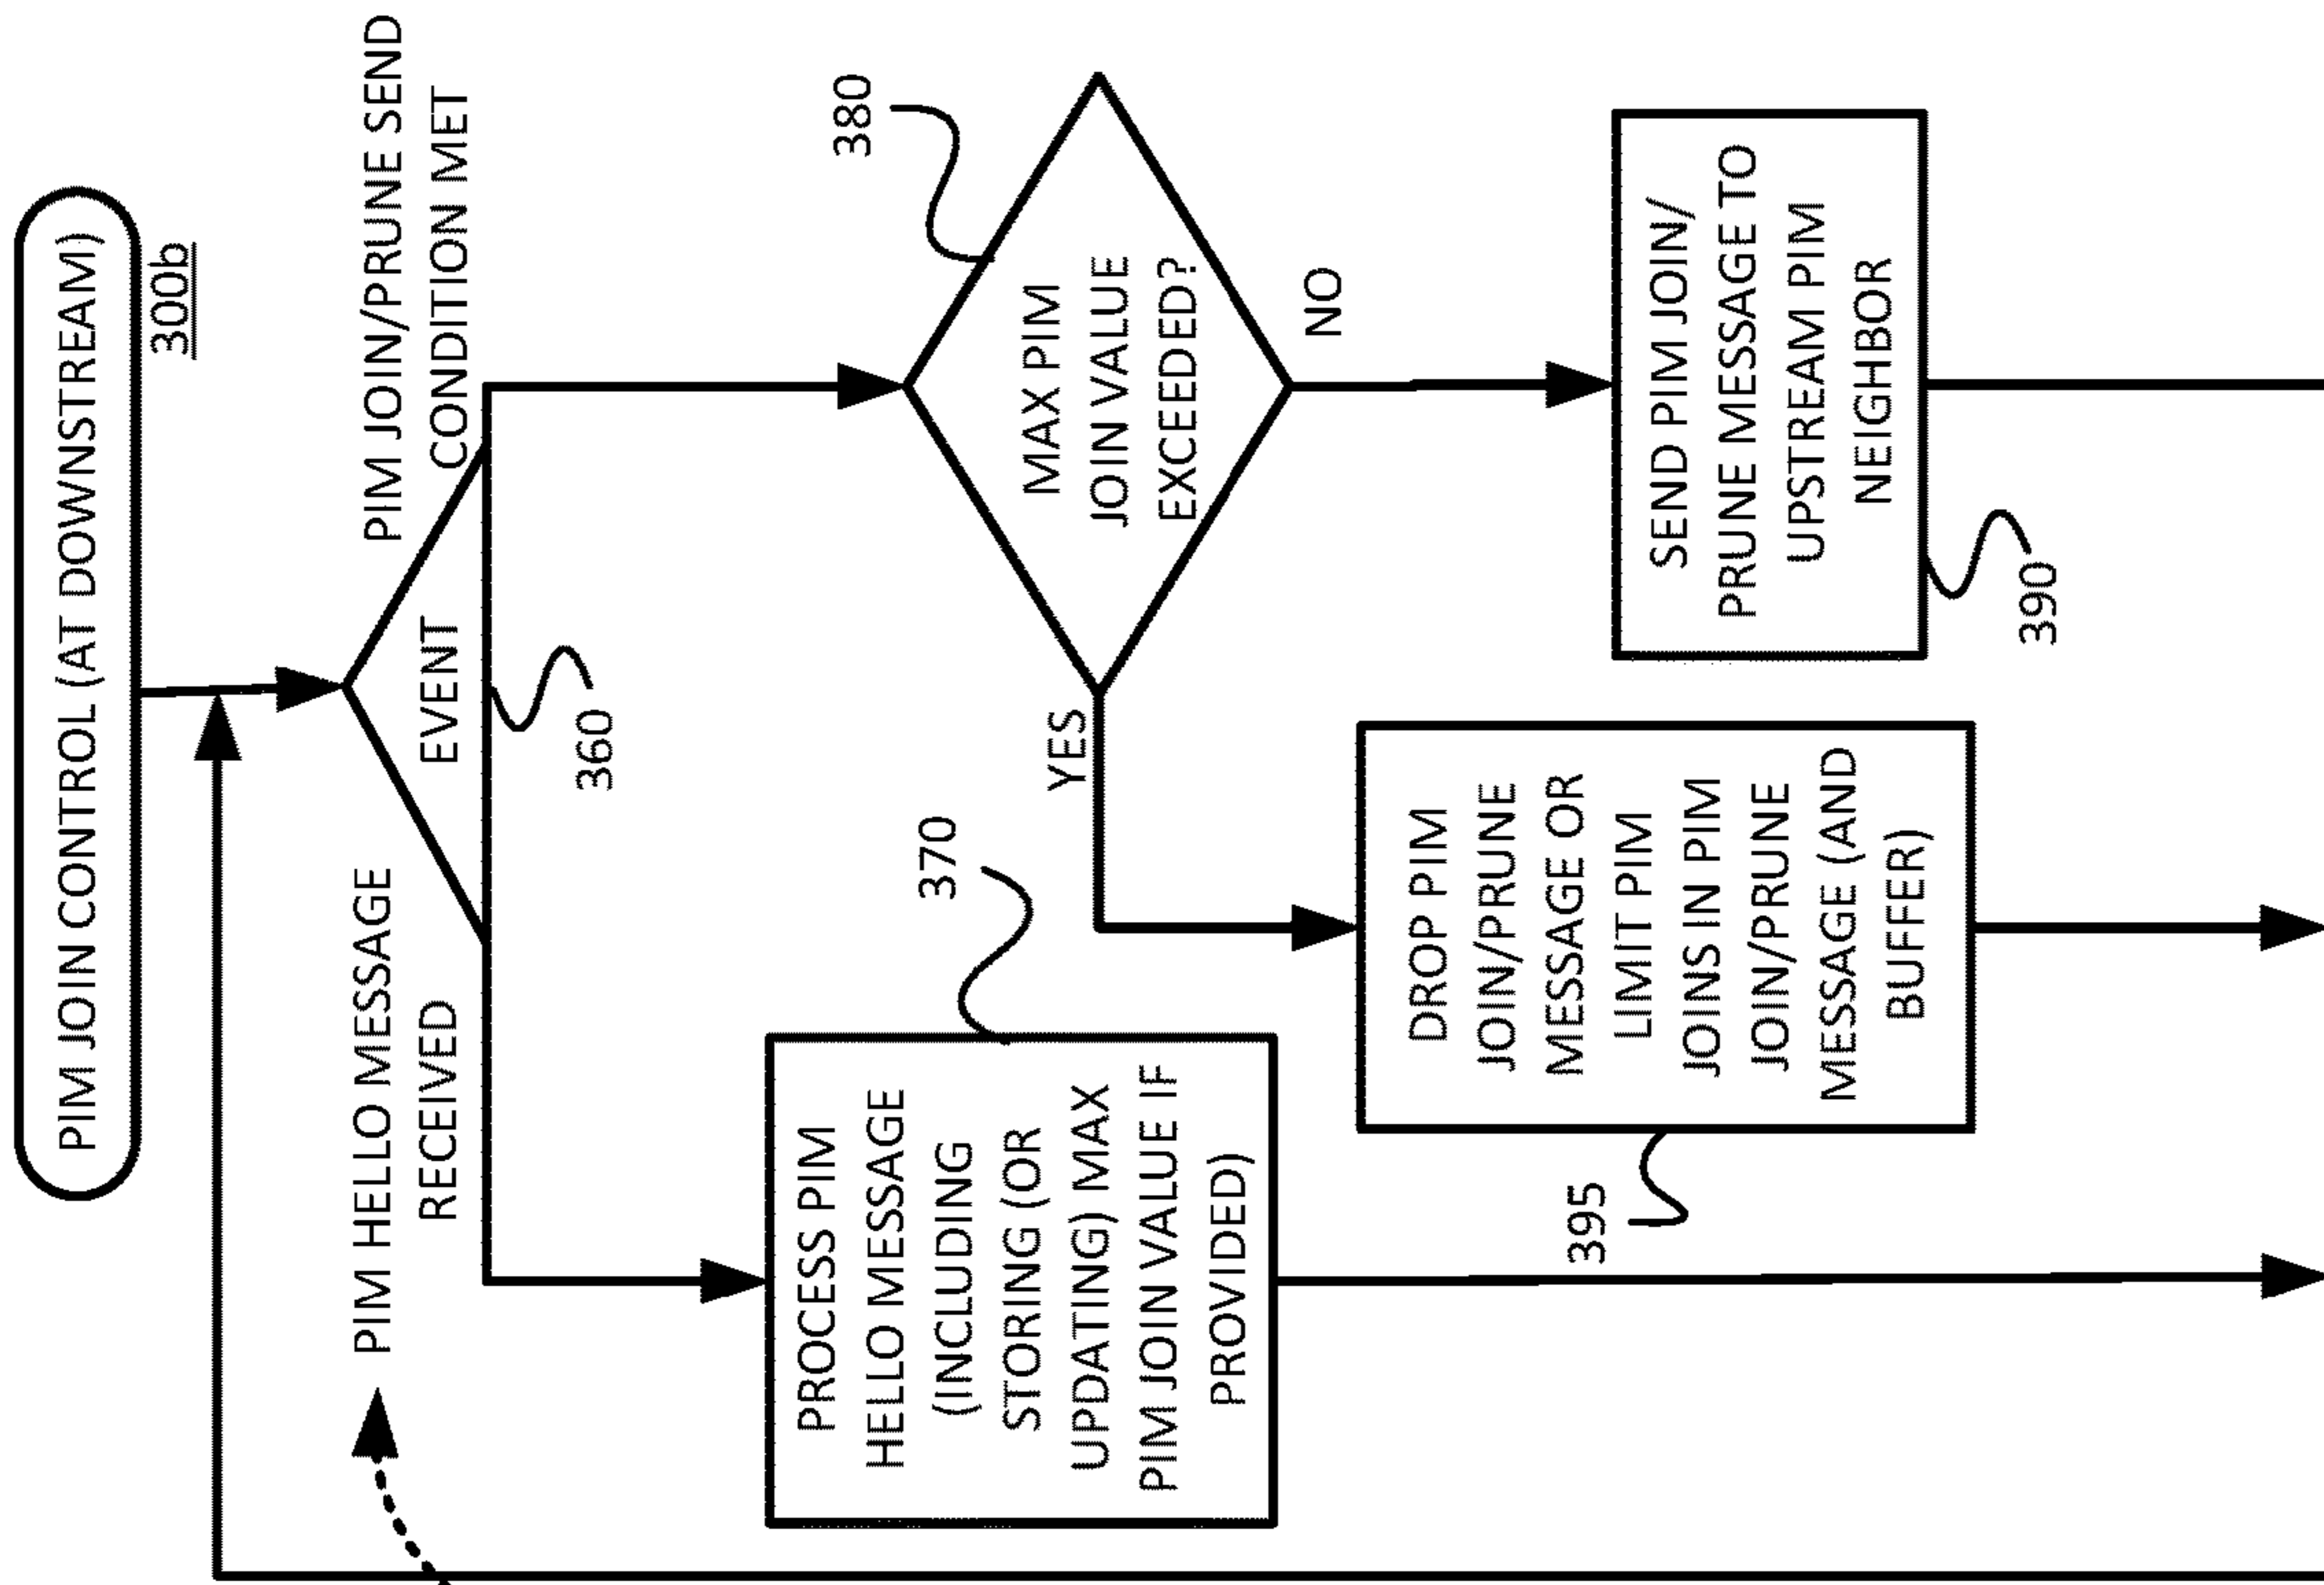 PIM JOIN CONTROL (AT DOWNSTREAM)
300b
PIM HELLO MESSAGE
RECEIVED
EVENT
360
PIM JOIN/PRUNE SEND
CONDITION MET
370
PROCESS PIM
HELLO MESSAGE
(INCLUDING
STORING (OR
UPDATING) MAX
PIM JOIN VALUE IF
PROVIDED)
380
MAX PIM
JOIN VALUE
EXCEEDED?
YES
NO
395
DROP PIM
JOIN/PRUNE
MESSAGE OR
LIMIT PIM
JOINS IN PIM
JOIN/PRUNE
MESSAGE (AND
BUFFER)
SEND PIM JOIN/
PRUNE MESSAGE TO
UPSTREAM PIM
NEIGHBOR
390